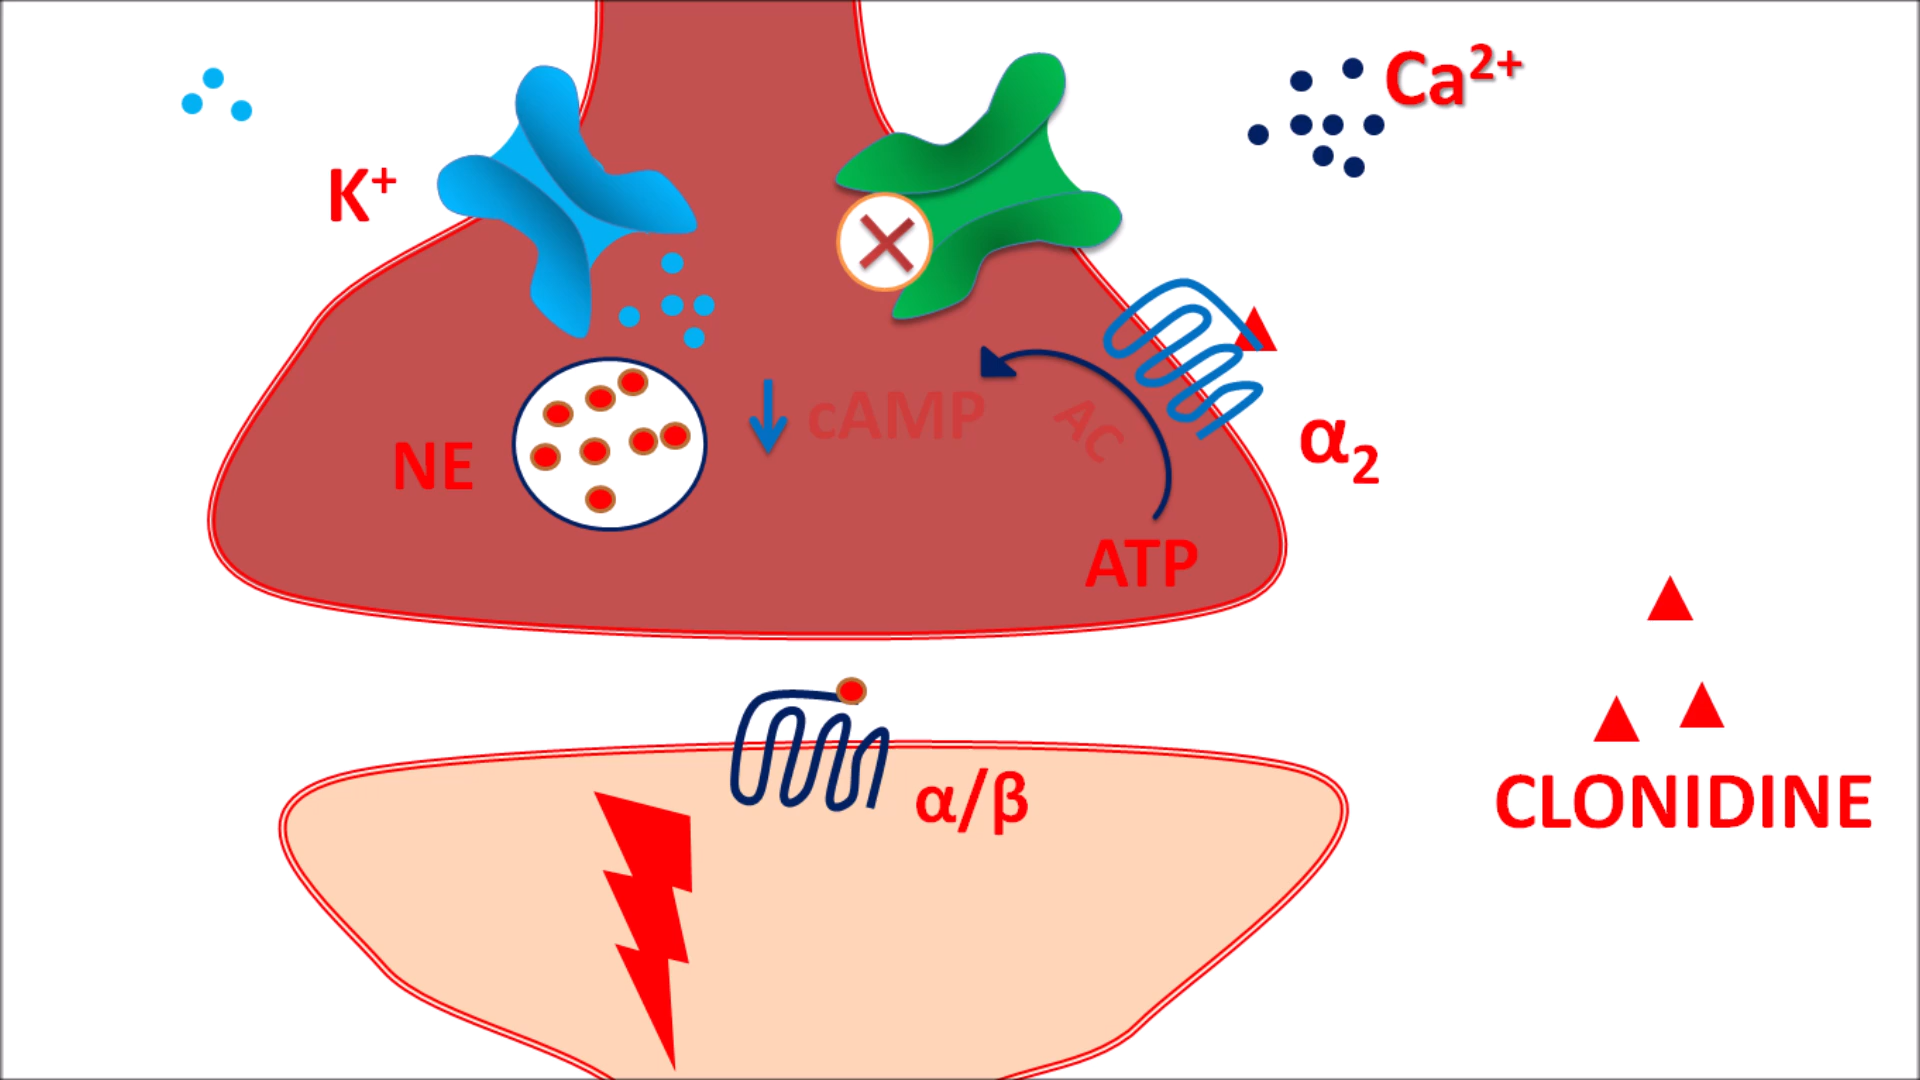 Ca²⁺
K⁺
cAMP
AC
NE
α₂
ATP
α/β
CLONIDINE